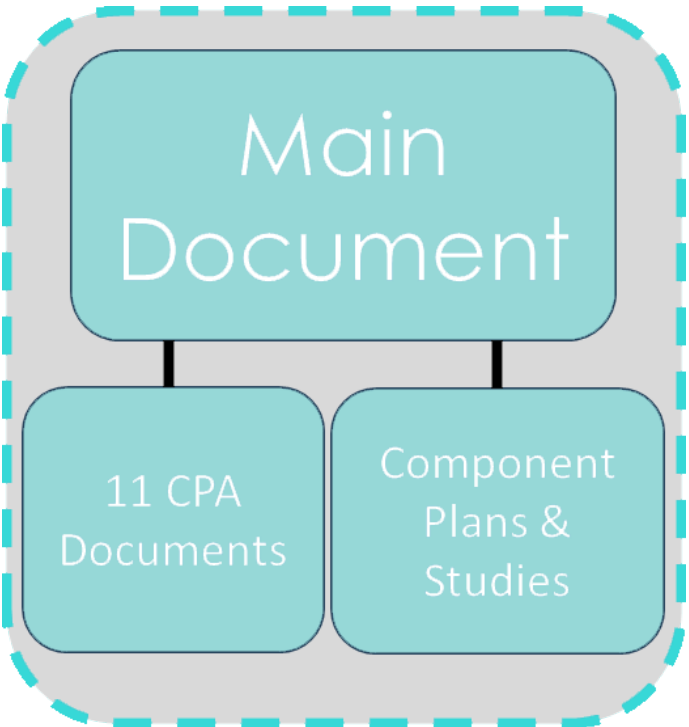 Main
Document
11 CPA
Documents
Component
Plans &
Studies